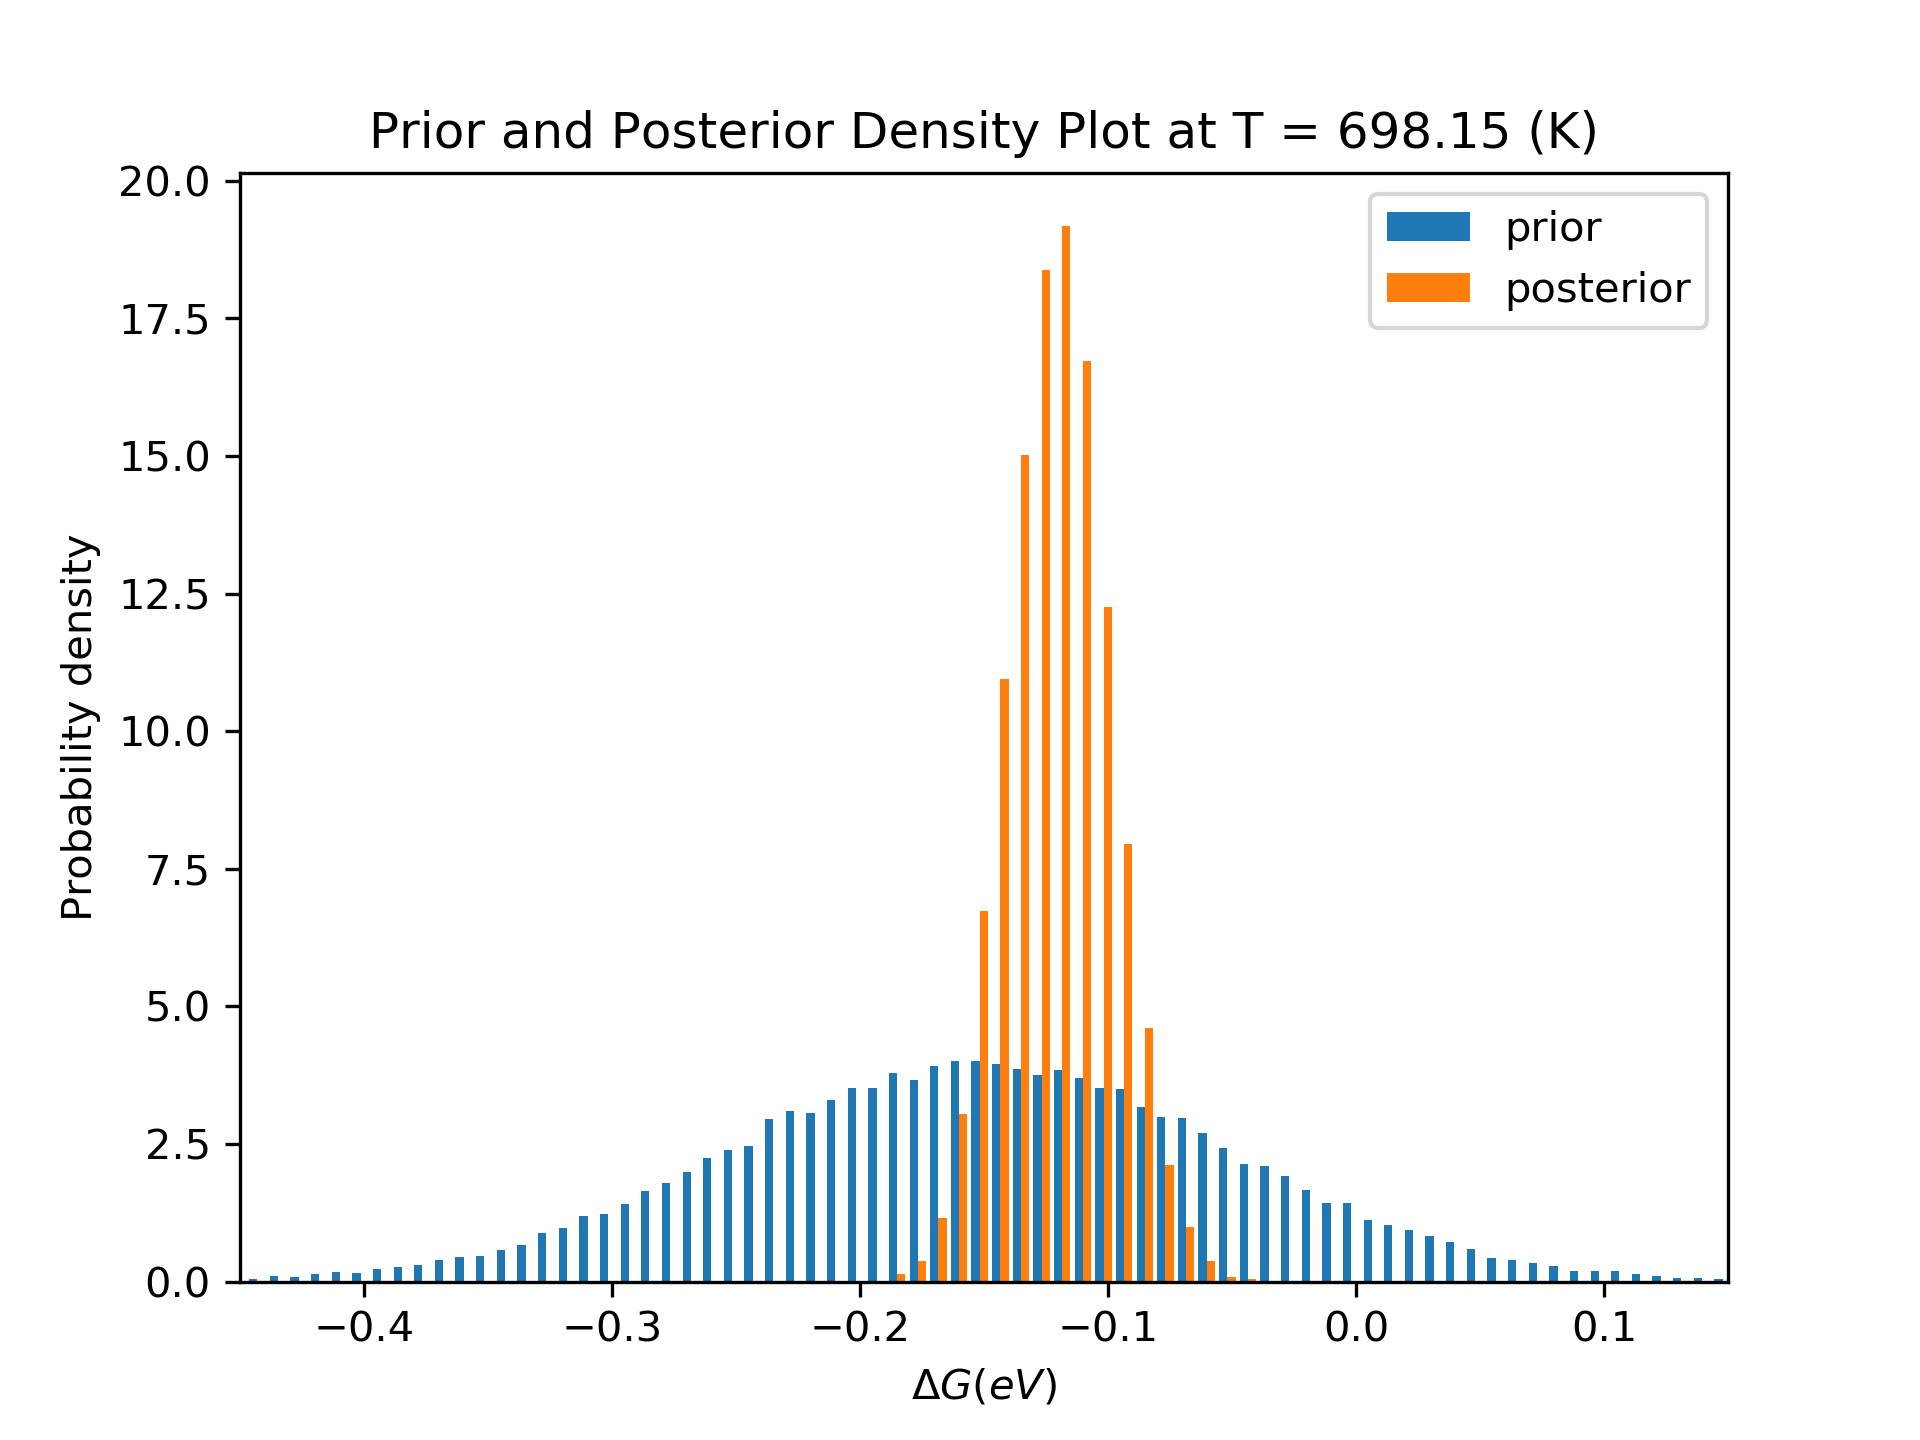 Prior and Posterior Density Plot at T = 698.15 (K)
prior
posterior
Probability density
20.0
17.5
15.0
12.5
10.0
7.5
5.0
2.5
0.0
−0.4 −0.3 −0.2 −0.1 0.0 0.1
ΔG(eV)